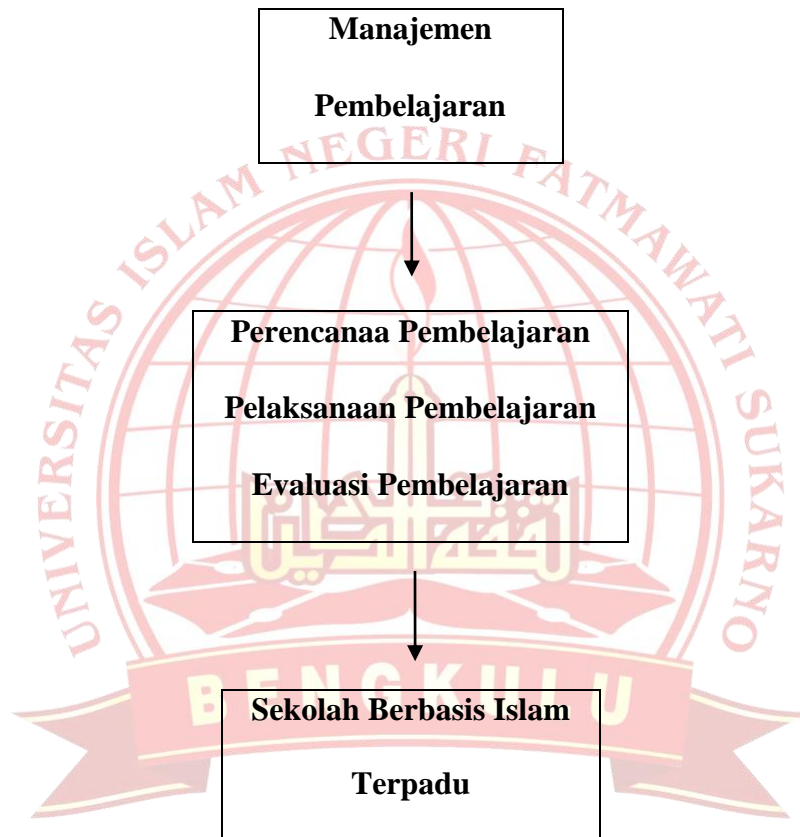 Manajemen
Pembelajaran
UNIVERSITAS ISLAM NEGERI FATMAWATI SUKARNO
Perencanaa Pembelajaran
Pelaksanaan Pembelajaran
Evaluasi Pembelajaran
BENGKULU
Sekolah Berbasis Islam
Terpadu